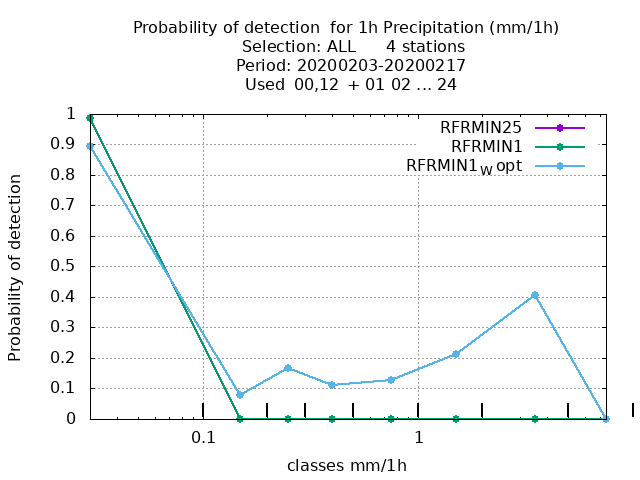 Probability of detection for 1h Precipitation (mm/1h)
Selection: ALL 4 stations
Period: 20200203-20200217
Used 00,12 + 01 02 ... 24
RFRMIN25
RFRMIN1
RFRMIN1W opt
1
0.9
0.8
0.7
0.6
0.5
0.4
0.3
0.2
0.1
0
Probability of detection
0.1 1
classes mm/1h